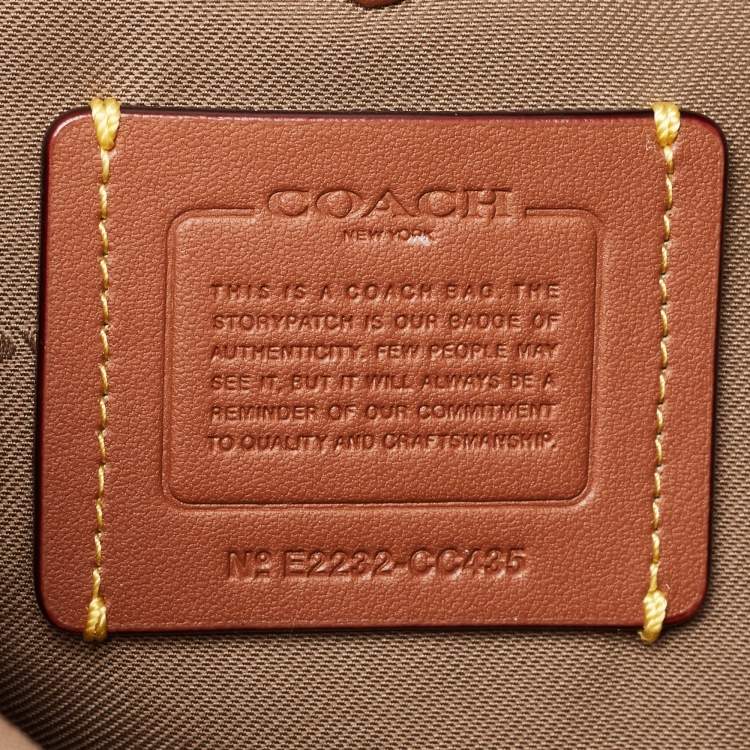 COACH
NEW YORK
THIS IS A COACH BAG. THE
STORYPATCH IS OUR BADGE OF
AUTHENTICITY. FEW PEOPLE MAY
SEE IT, BUT IT WILL ALWAYS BE A
REMINDER OF OUR COMMITMENT
TO QUALITY AND CRAFTSMANSHIP.
Nº E2232-CC435